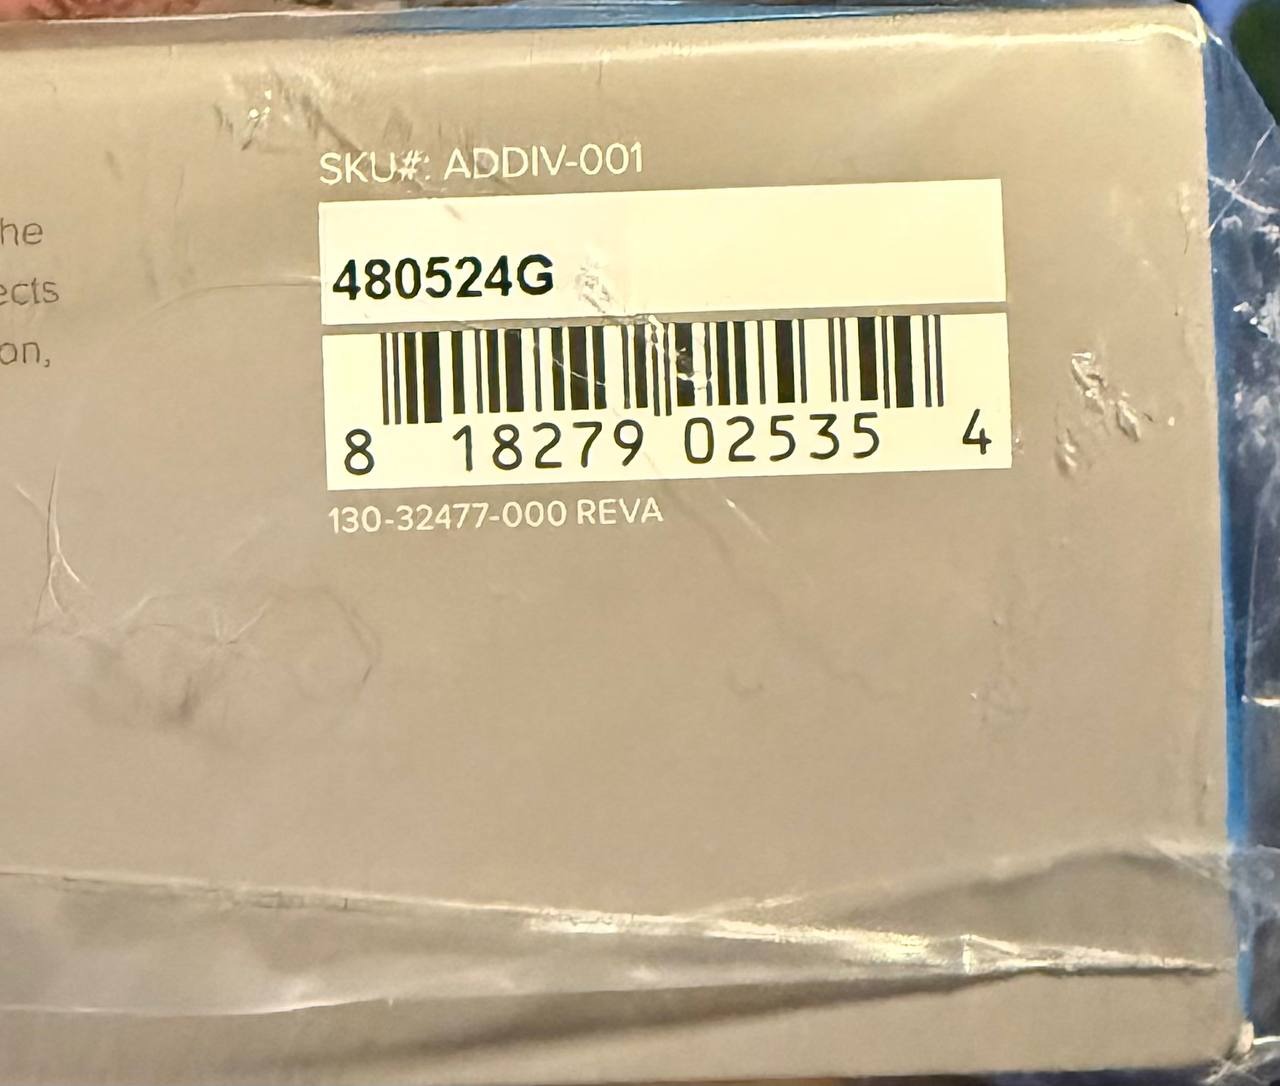 SKU#: ADDIV-001
he
ects
on,
480524G
8 18279 02535 4
130-32477-000 REVA